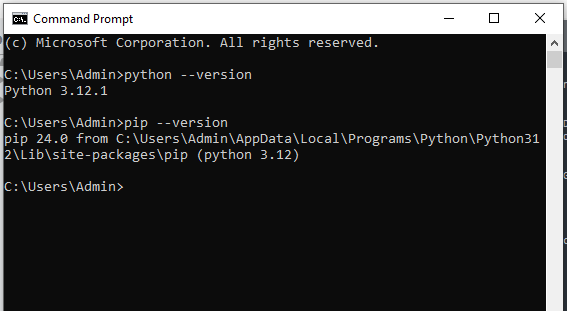 Command Prompt
(c) Microsoft Corporation. All rights reserved.
C:\Users\Admin>python --version
Python 3.12.1
C:\Users\Admin>pip --version
pip 24.0 from C:\Users\Admin\AppData\Local\Programs\Python\Python31
2\Lib\site-packages\pip (python 3.12)
C:\Users\Admin>